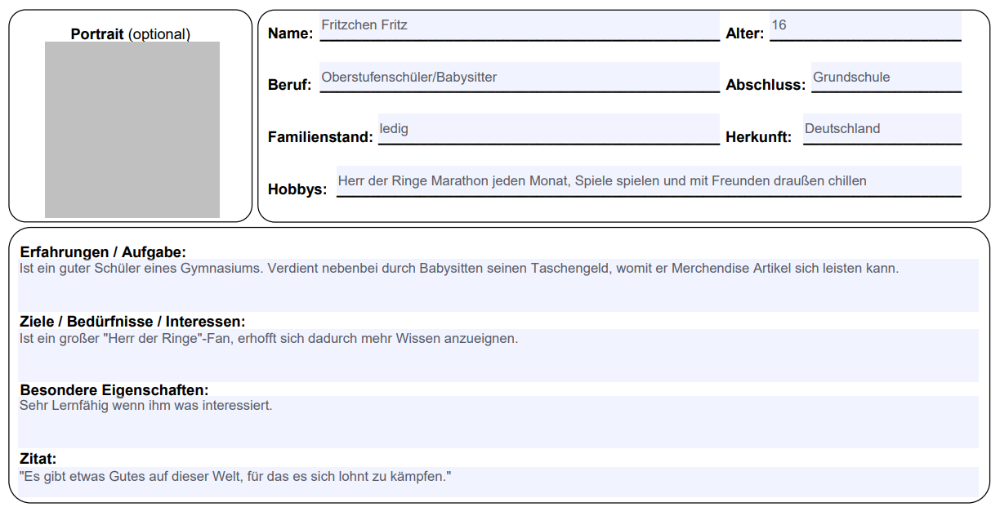 Portrait (optional)
Name: Fritzchen Fritz Alter: 16
Beruf: Oberstufenschüler/Babysitter Abschluss: Grundschule
Familienstand: ledig Herkunft: Deutschland
Hobbys: Herr der Ringe Marathon jeden Monat, Spiele spielen und mit Freunden draußen chillen
Erfahrungen / Aufgabe:
Ist ein guter Schüler eines Gymnasiums. Verdient nebenbei durch Babysitten seinen Taschengeld, womit er Merchendise Artikel sich leisten kann.
Ziele / Bedürfnisse / Interessen:
Ist ein großer "Herr der Ringe"-Fan, erhofft sich dadurch mehr Wissen anzueignen.
Besondere Eigenschaften:
Sehr Lernfähig wenn ihm was interessiert.
Zitat:
"Es gibt etwas Gutes auf dieser Welt, für das es sich lohnt zu kämpfen."